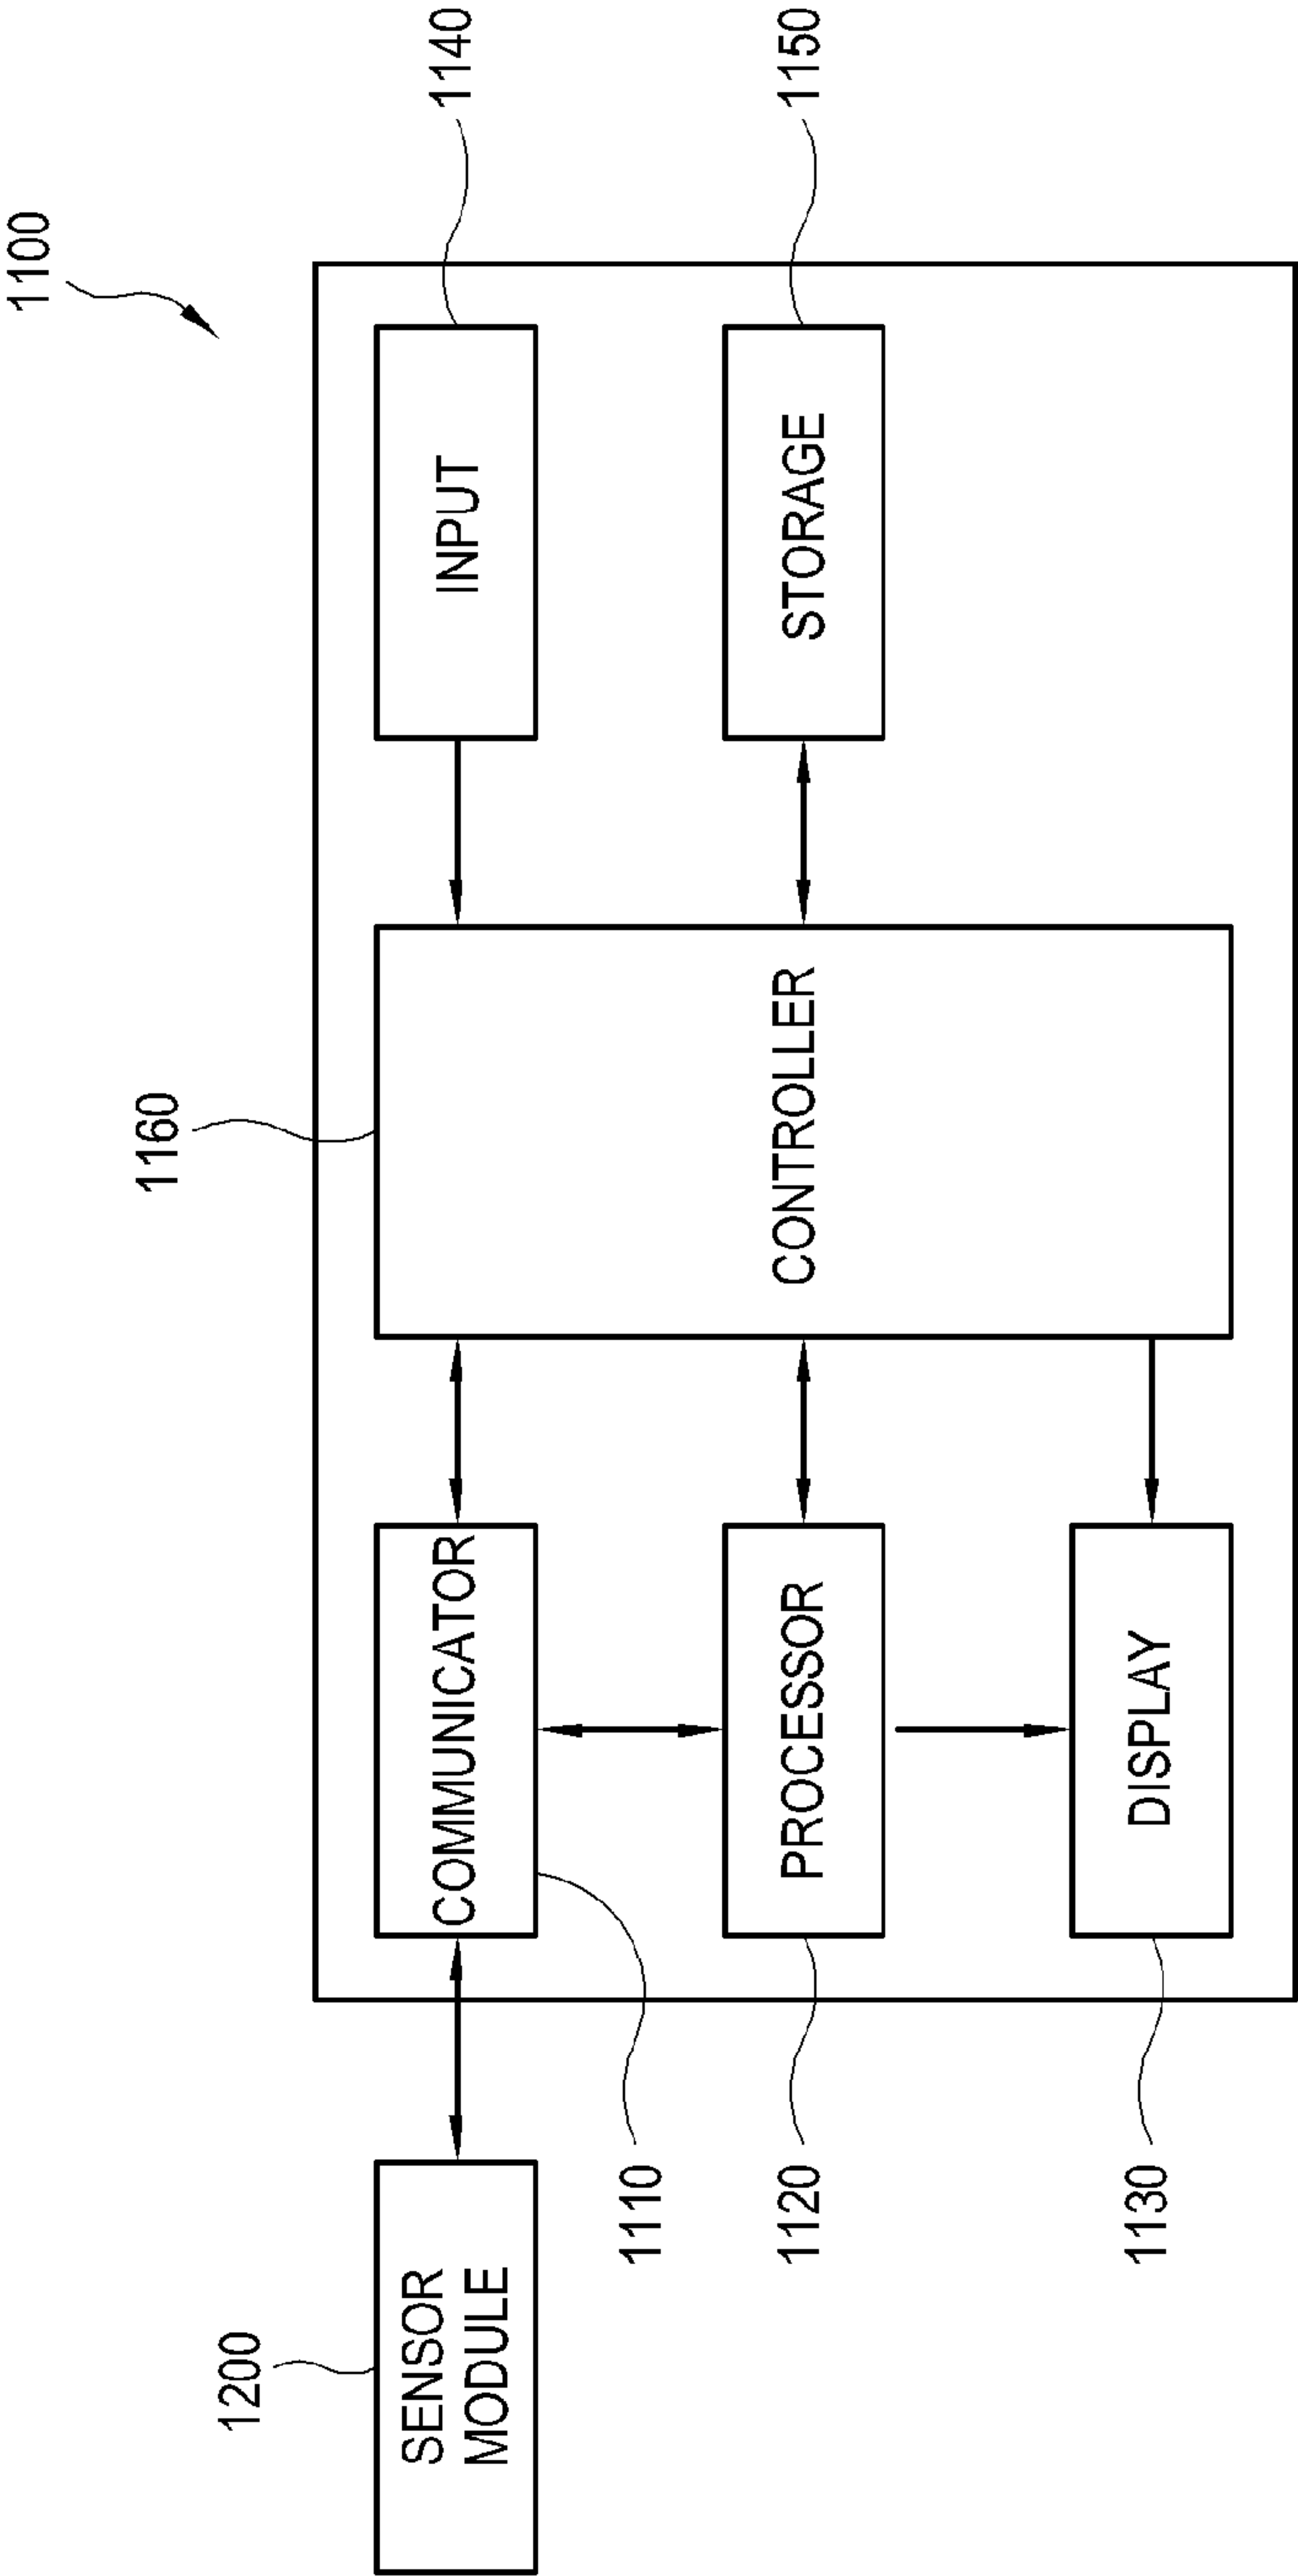 1100
1200
SENSOR
MODULE
COMMUNICATOR
1160
INPUT
1140
1110
PROCESSOR
CONTROLLER
STORAGE
1150
1120
DISPLAY
1130